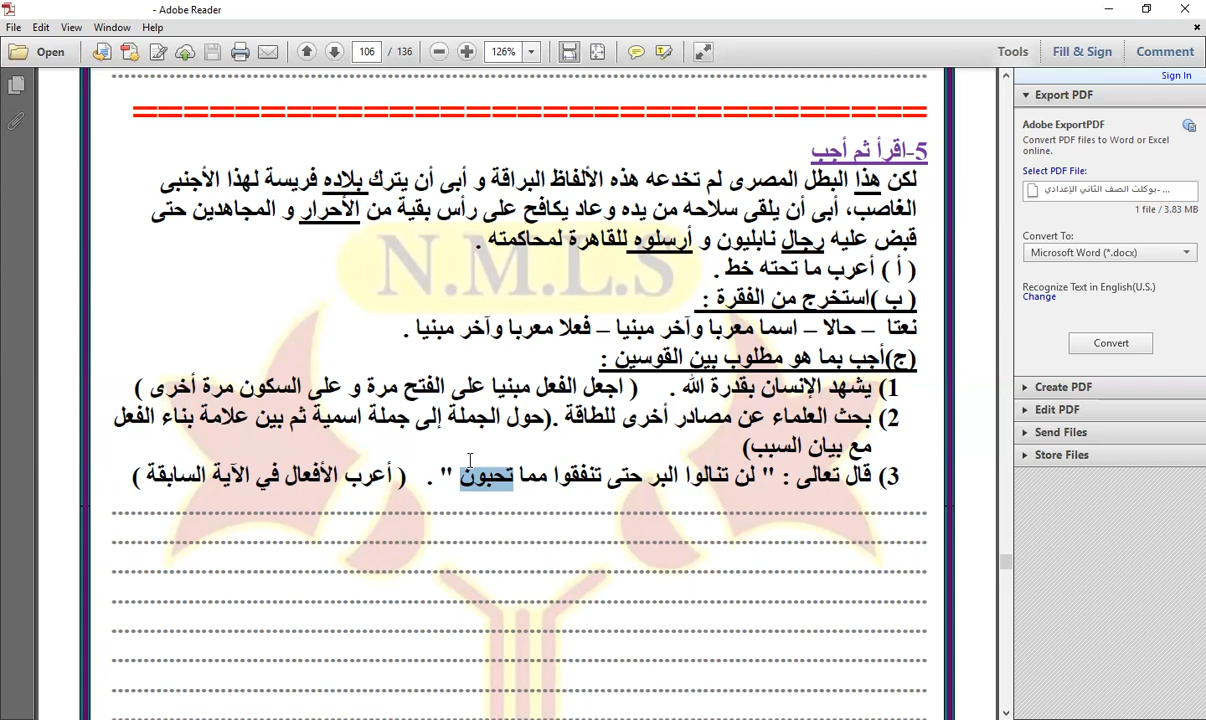 - Adobe Reader
File Edit View Window Help
Open 106 / 136 126% Tools Fill & Sign Comment
Sign In
Export PDF
Adobe ExportPDF
Convert PDF files to Word or Excel
online.
Select PDF File:
بوكلت الصف الثاني الإعدادي- ...
1 file / 3.83 MB
Convert To:
Microsoft Word (*.docx)
Recognize Text in English(U.S.)
Change
Convert
Create PDF
Edit PDF
Send Files
Store Files
5-اقرأ ثم أجب
لكن هذا البطل المصرى لم تخدعه هذه الألفاظ البراقة و أبى أن يترك بلاده فريسة لهذا الأجنبى
الغاصب، أبى أن يلقى سلاحه من يده وعاد يكافح على رأس بقية من الأحرار و المجاهدين حتى
قبض عليه رجال نابليون و أرسلوه للقاهرة لمحاكمته .
( أ ) أعرب ما تحته خط .
( ب )استخرج من الفقرة :
نعتا – حالا – اسما معربا وآخر مبنيا – فعلا معربا وآخر مبنيا .
(ج)أجب بما هو مطلوب بين القوسين :
1) يشهد الإنسان بقدرة الله . ( اجعل الفعل مبنيا على الفتح مرة و على السكون مرة أخرى )
2) بحث العلماء عن مصادر أخرى للطاقة .(حول الجملة إلى جملة اسمية ثم بين علامة بناء الفعل
مع بيان السبب)
3) قال تعالى : " لن تنالوا البر حتى تنفقوا مما تحبون " . ( أعرب الأفعال في الآية السابقة )
N.M.L.S